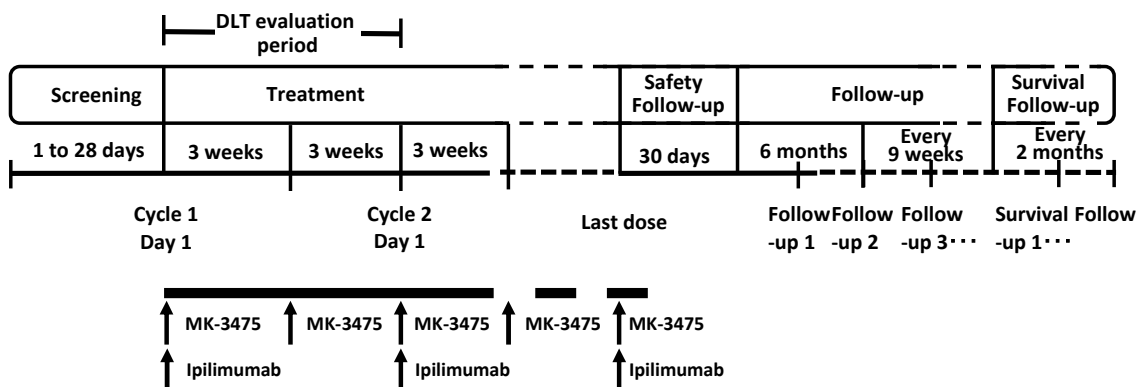 DLT evaluation
period
Screening
Treatment
Safety
Follow-up
Follow-up
Survival
Follow-up
1 to 28 days
3 weeks
3 weeks
3 weeks
30 days
6 months
Every
9 weeks
Every
2 months
Cycle 1
Day 1
Cycle 2
Day 1
Last dose
Follow
-up 1
Follow
-up 2
Follow
-up 3･･･
Survival Follow
-up 1･･･
MK-3475
MK-3475
MK-3475
MK-3475
MK-3475
Ipilimumab
Ipilimumab
Ipilimumab